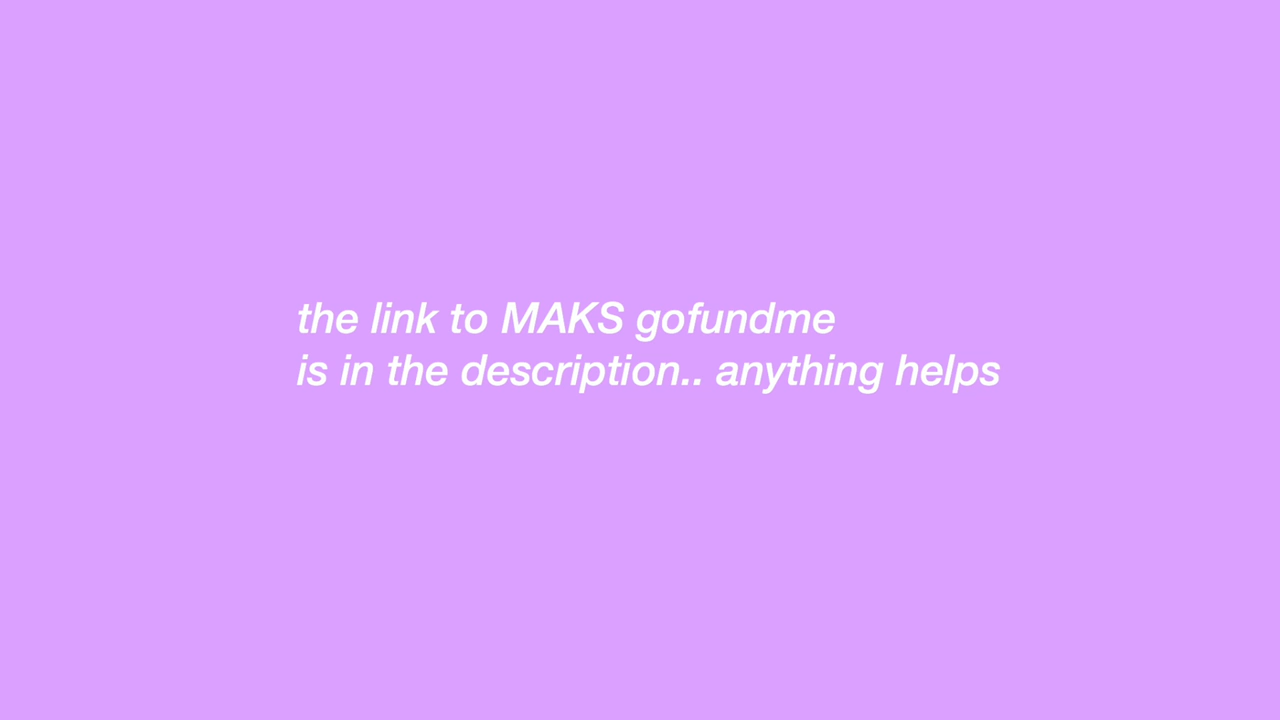 the link to MAKS gofundme
is in the description.. anything helps